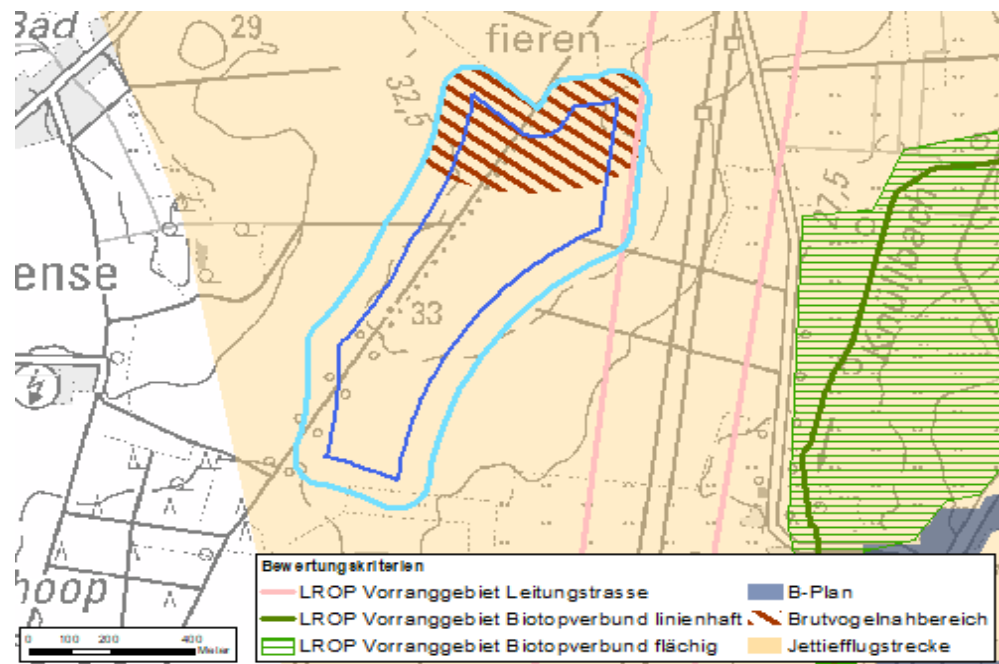 Bad
29
fieren
32,5
27,5
Knüllbach
ense
33
hoop
Bewertungskriterien
LROP Vorranggebiet Leitungstrasse
LROP Vorranggebiet Biotopverbund linienhaft
LROP Vorranggebiet Biotopverbund flächig
B-Plan
Brutvogelnahbereich
Jettiefflugstrecke
0 100 200 400
Meter